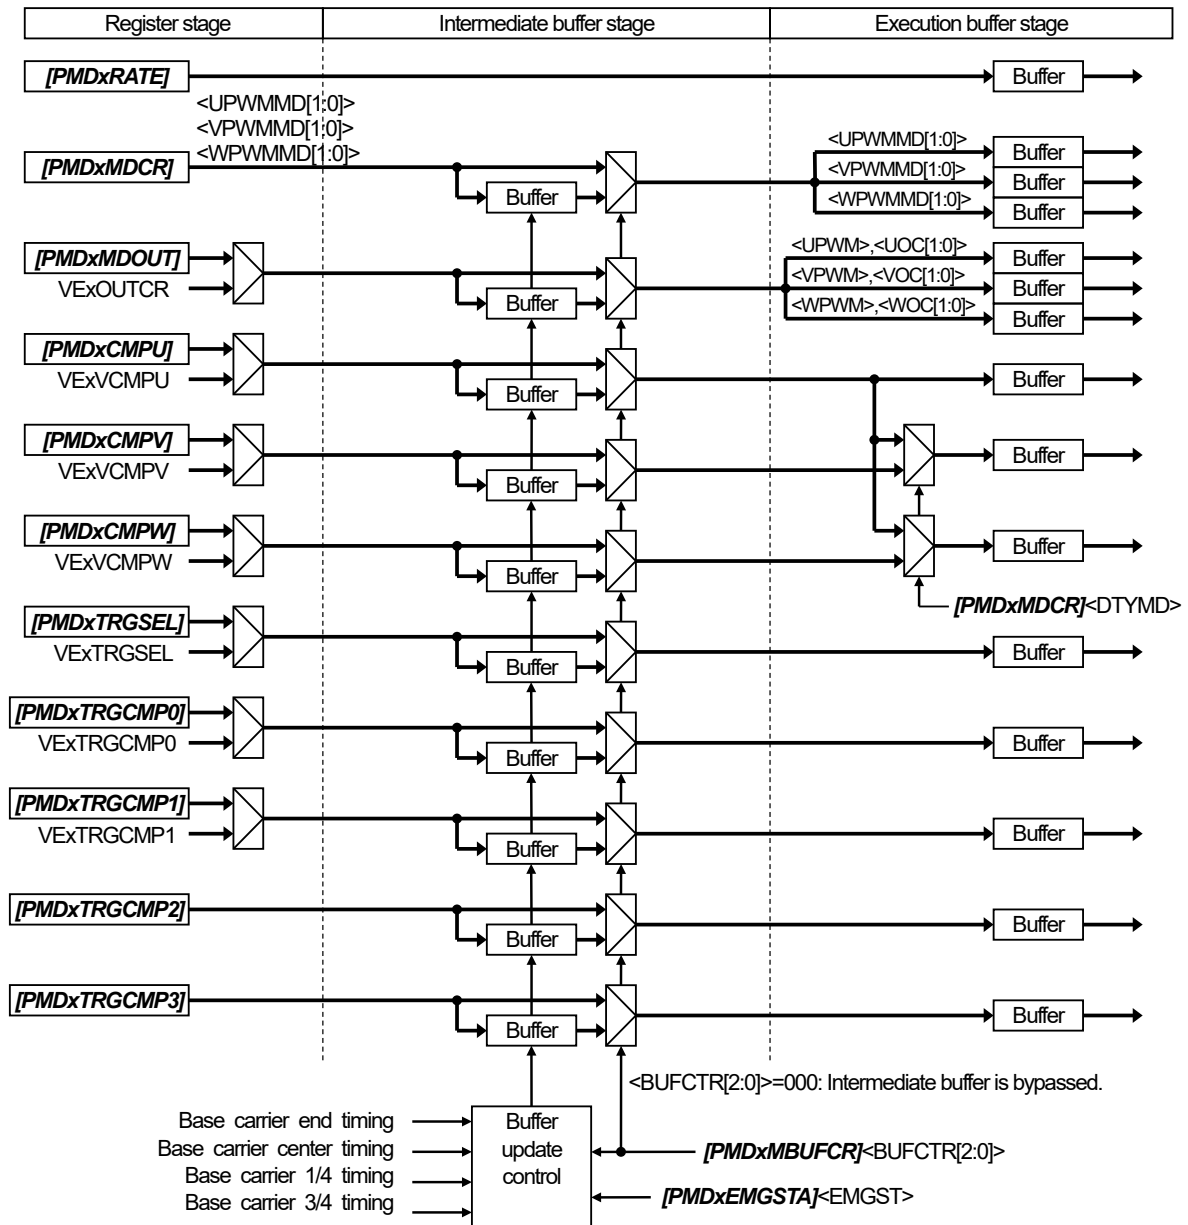 Register stage
Intermediate buffer stage
Execution buffer stage
[PMDxRATE]
Buffer
<UPWMMD[1:0]>
<VPWMMD[1:0]>
<WPWMMD[1:0]>
[PMDxMDCR]
Buffer
<UPWMMD[1:0]>
Buffer
<VPWMMD[1:0]>
Buffer
<WPWMMD[1:0]>
Buffer
[PMDxMDOUT]
VExOUTCR
Buffer
<UPWM>,<UOC[1:0]>
Buffer
<VPWM>,<VOC[1:0]>
Buffer
<WPWM>,<WOC[1:0]>
Buffer
[PMDxCMPU]
VExVCMPU
Buffer
Buffer
[PMDxCMPV]
VExVCMPV
Buffer
Buffer
[PMDxCMPW]
VExVCMPW
Buffer
Buffer
[PMDxMDCR]<DTYMD>
[PMDxTRGSEL]
VExTRGSEL
Buffer
Buffer
[PMDxTRGCMP0]
VExTRGCMP0
Buffer
Buffer
[PMDxTRGCMP1]
VExTRGCMP1
Buffer
Buffer
[PMDxTRGCMP2]
Buffer
Buffer
[PMDxTRGCMP3]
Buffer
Buffer
<BUFCTR[2:0]>=000: Intermediate buffer is bypassed.
Base carrier end timing
Base carrier center timing
Base carrier 1/4 timing
Base carrier 3/4 timing
Buffer
update
control
[PMDxMBUFCR]<BUFCTR[2:0]>
[PMDxEMGSTA]<EMGST>